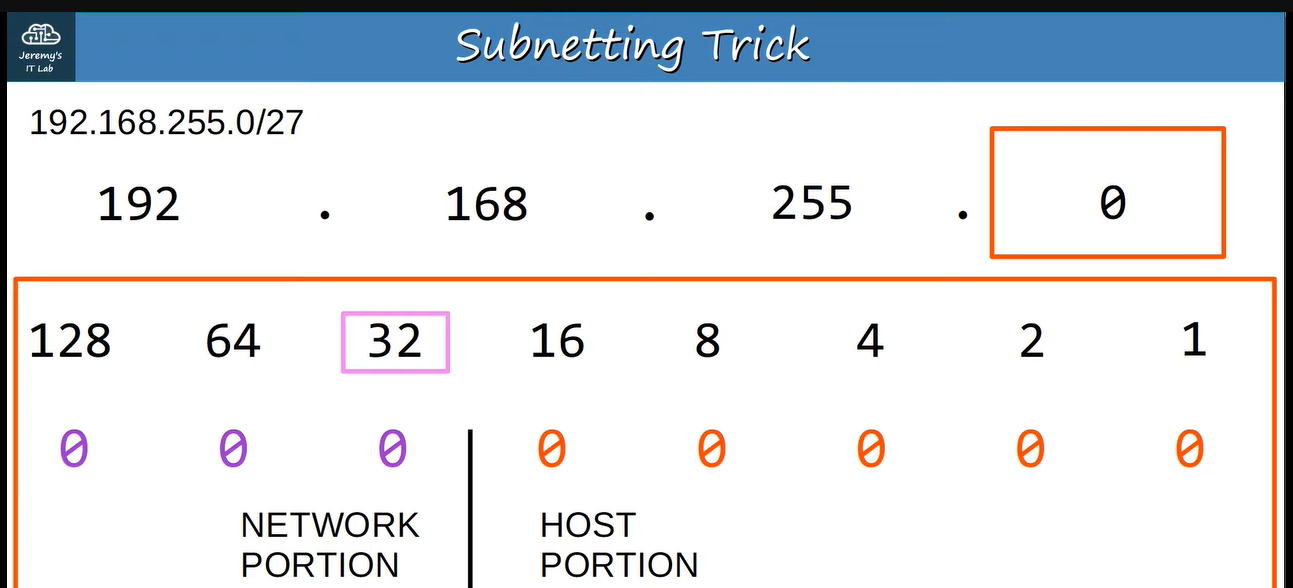 Jeremy's
IT Lab
Subnetting Trick
192.168.255.0/27
192 . 168 . 255 . 0
128 64 32 16 8 4 2 1
0 0 0 0 0 0 0 0
NETWORK HOST
PORTION PORTION